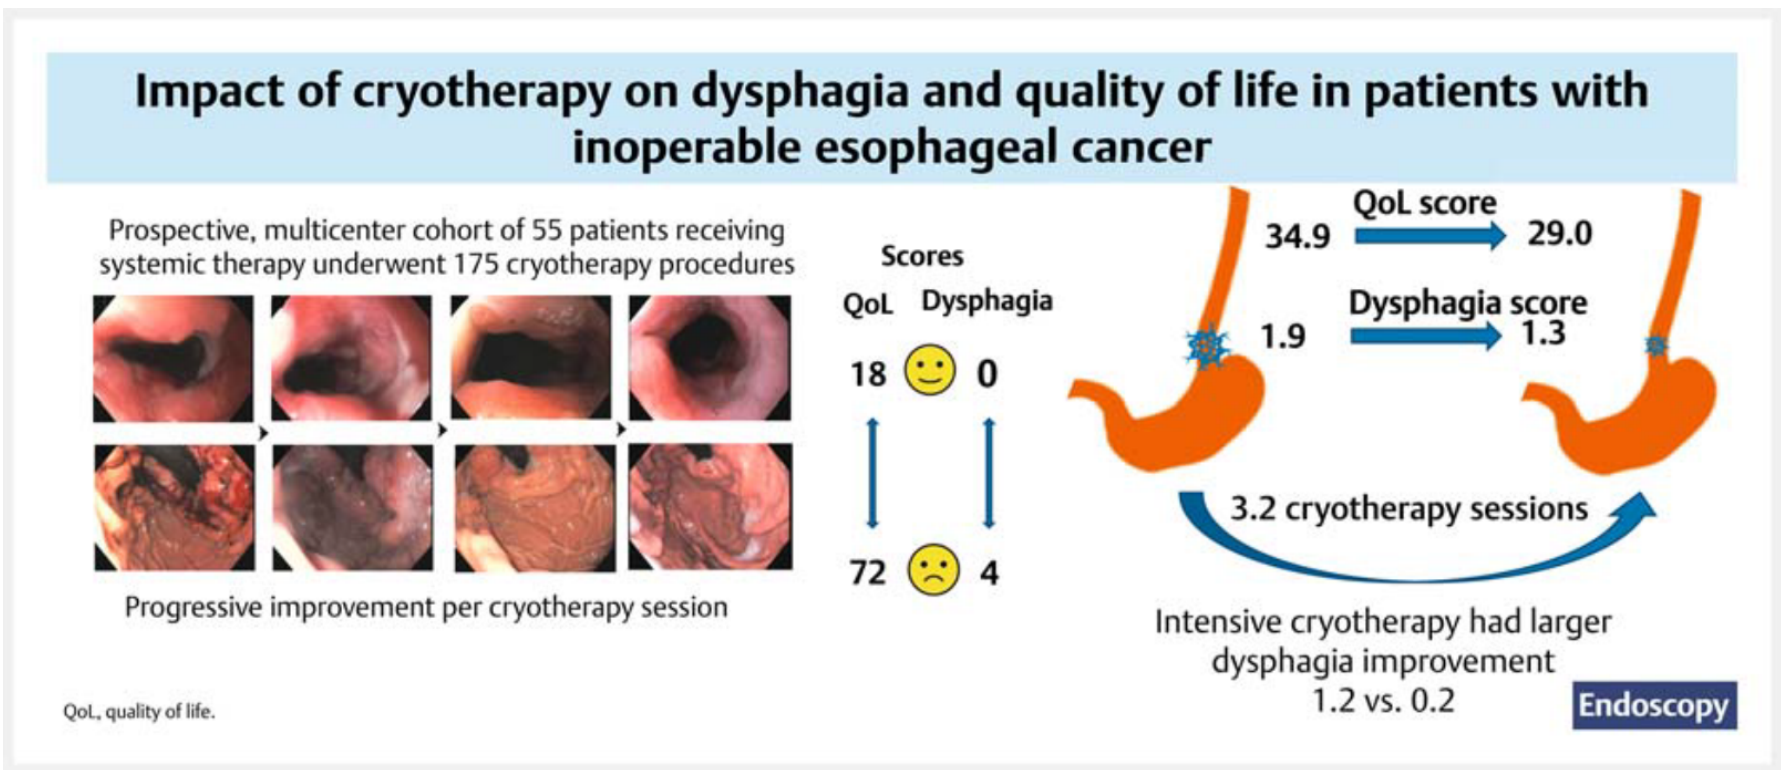 Impact of cryotherapy on dysphagia and quality of life in patients with
inoperable esophageal cancer
Prospective, multicenter cohort of 55 patients receiving
systemic therapy underwent 175 cryotherapy procedures
Progressive improvement per cryotherapy session
Scores
QoL Dysphagia
18 0
72 4
QoL score
34.9 29.0
Dysphagia score
1.9 1.3
3.2 cryotherapy sessions
Intensive cryotherapy had larger
dysphagia improvement
1.2 vs. 0.2
QoL, quality of life.
Endoscopy